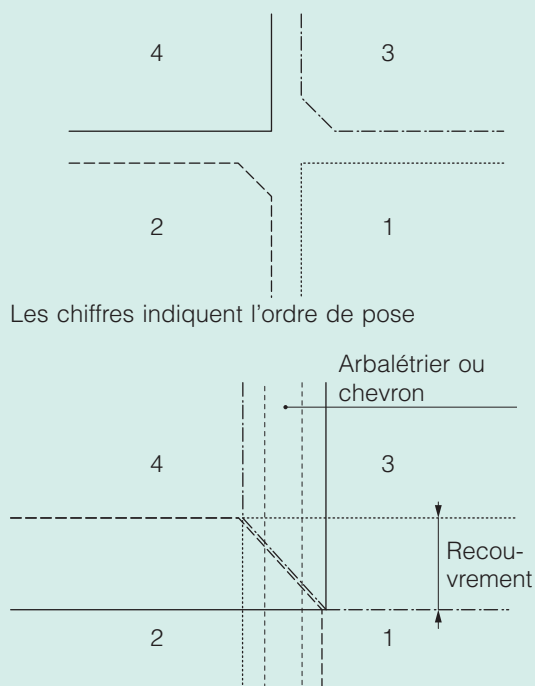 4
3
2
1
Les chiffres indiquent l'ordre de pose
Arbalétrier ou
chevron
4
3
Recou-
vrement
2
1